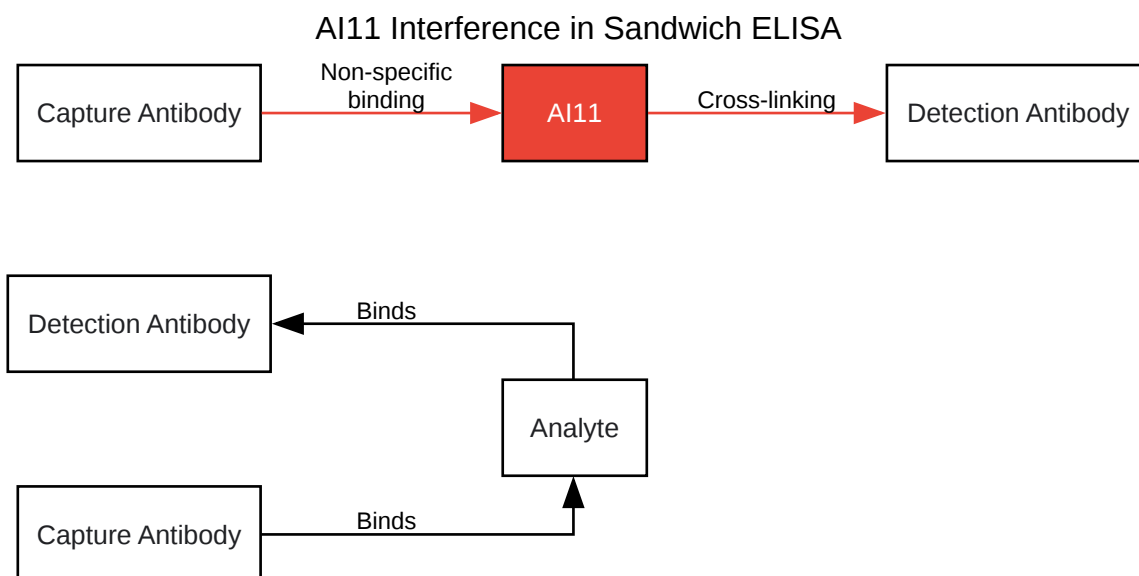 AI11 Interference in Sandwich ELISA
Capture Antibody
Non-specific
binding
AI11
Cross-linking
Detection Antibody
Detection Antibody
Binds
Analyte
Capture Antibody
Binds